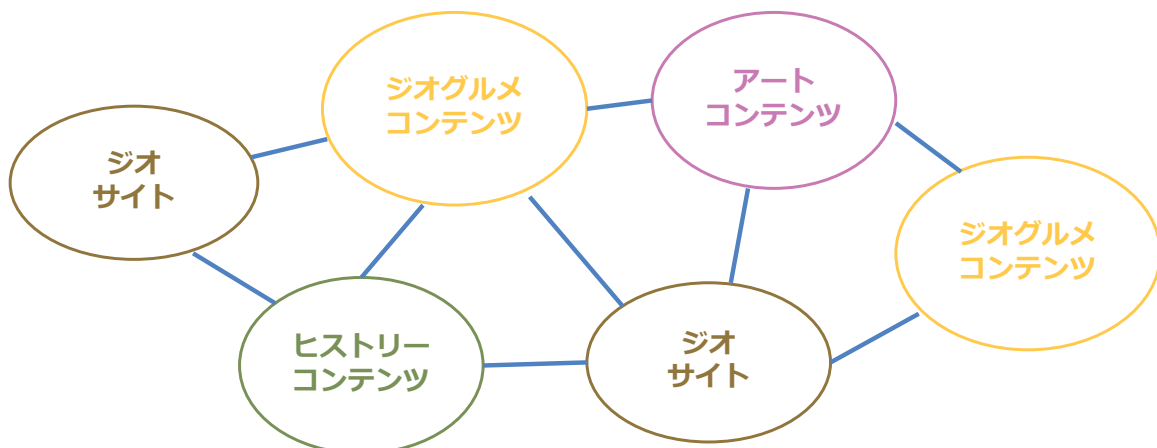 ジオグルメ
コンテンツ
アート
コンテンツ
ジオ
サイト
ジオグルメ
コンテンツ
ヒストリー
コンテンツ
ジオ
サイト